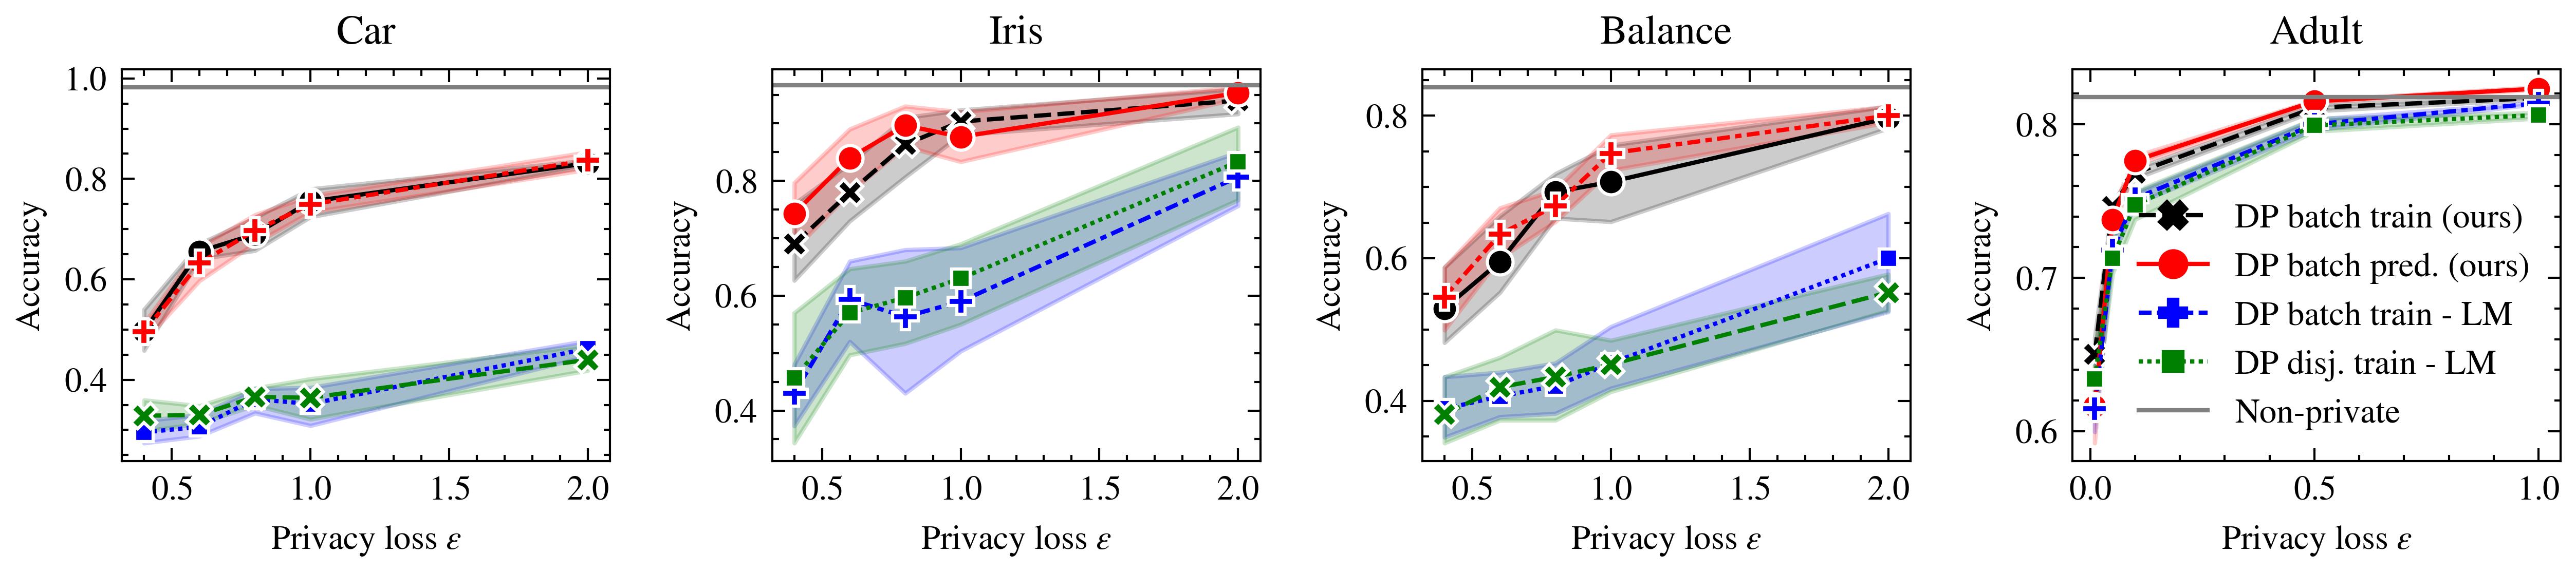 Car
Accuracy
1.0
0.8
0.6
0.4
0.5
1.0
1.5
2.0
Privacy loss ε
Iris
Accuracy
0.8
0.6
0.4
0.5
1.0
1.5
2.0
Privacy loss ε
Balance
Accuracy
0.8
0.6
0.4
0.5
1.0
1.5
2.0
Privacy loss ε
Adult
Accuracy
0.8
0.7
0.6
DP batch train (ours)
DP batch pred. (ours)
DP batch train - LM
DP disj. train - LM
Non-private
0.0
0.5
1.0
Privacy loss ε